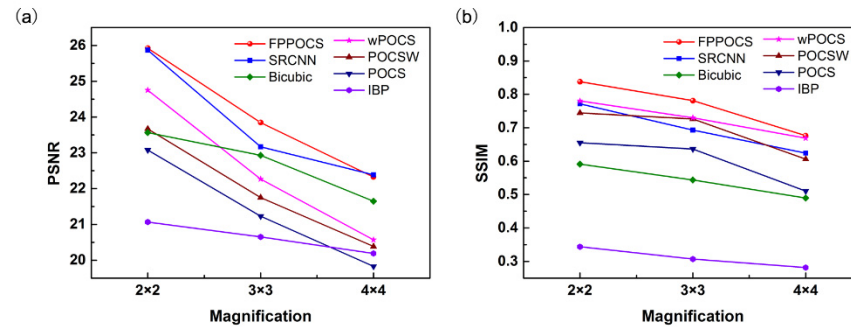 (a)
26
25
24
23
22
21
20
PSNR
FPPOCS
SRCNN
Bicubic
wPOCS
POCSW
POCS
IBP
2×2
3×3
4×4
Magnification
(b)
1.0
0.9
0.8
0.7
0.6
0.5
0.4
0.3
SSIM
FPPOCS
SRCNN
Bicubic
wPOCS
POCSW
POCS
IBP
2×2
3×3
4×4
Magnification